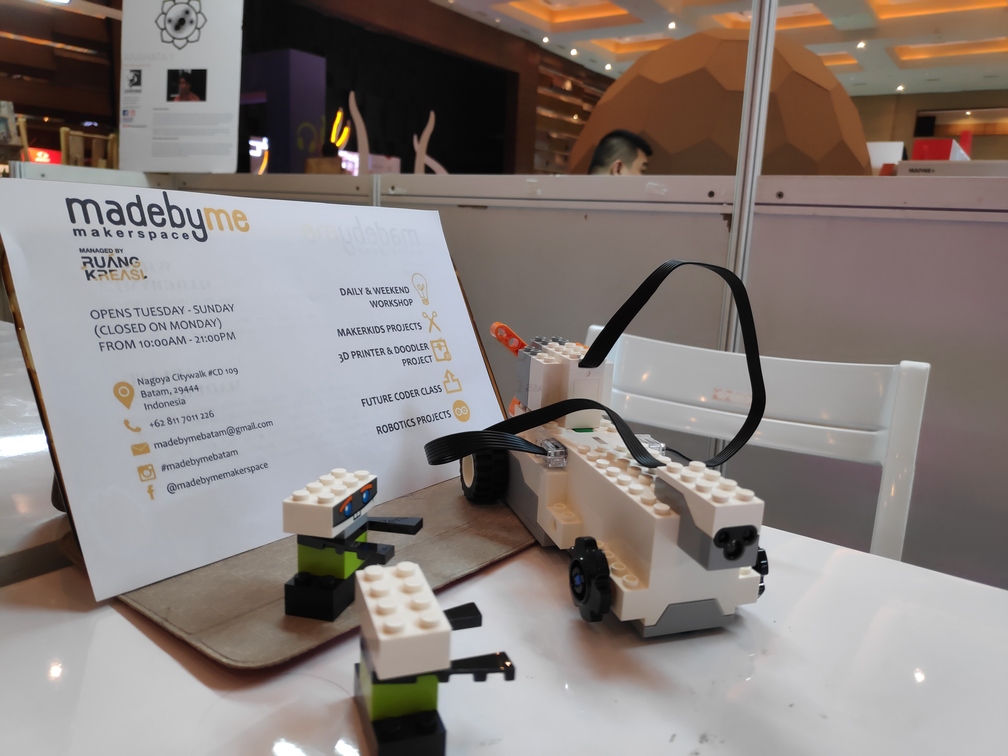 madebyme
makerspace
MANAGED BY
RUANG
KREASI
OPENS TUESDAY - SUNDAY
(CLOSED ON MONDAY)
FROM 10:00AM - 21:00PM
Nagoya Citywalk #CD 109
Batam, 29444
Indonesia
+62 811 7011 226
madebymebatam@gmail.com
#madebymebatam
@madebymemakerspace
DAILY & WEEKEND
WORKSHOP
MAKERKIDS PROJECTS
3D PRINTER & DOODLER
PROJECT
FUTURE CODER CLASS
ROBOTICS PROJECTS